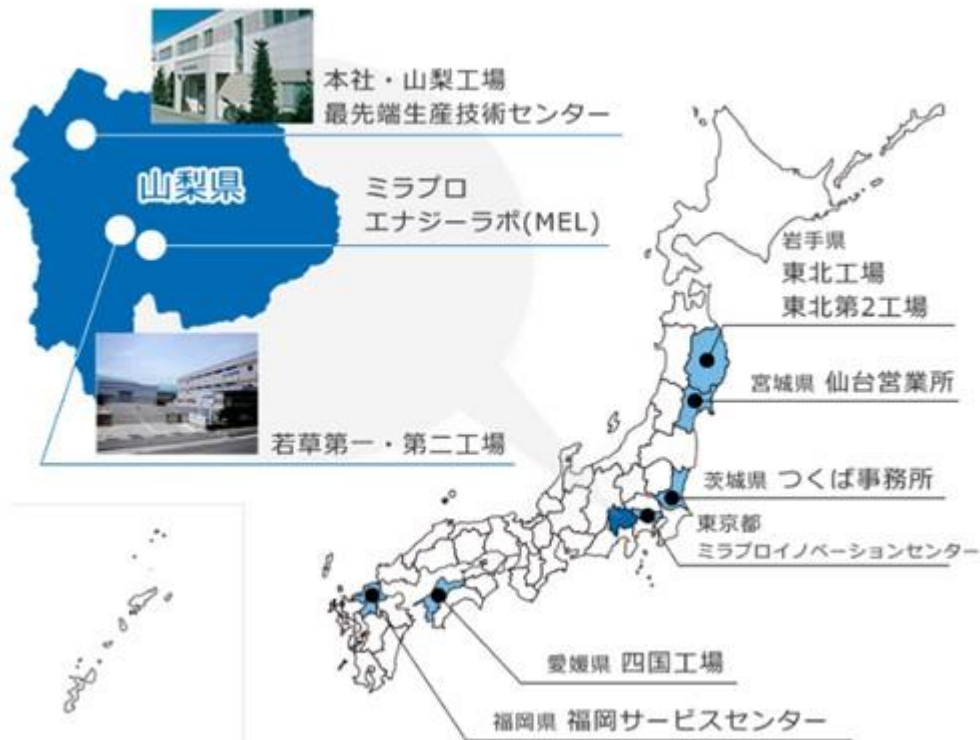 本社・山梨工場
最先端生産技術センター
山梨県
ミラプロ
エナジーラボ(MEL)
若草第一・第二工場
岩手県
東北工場
東北第2工場
宮城県 仙台営業所
茨城県 つくば事務所
東京都
ミラプロイノベーションセンター
愛媛県 四国工場
福岡県 福岡サービスセンター